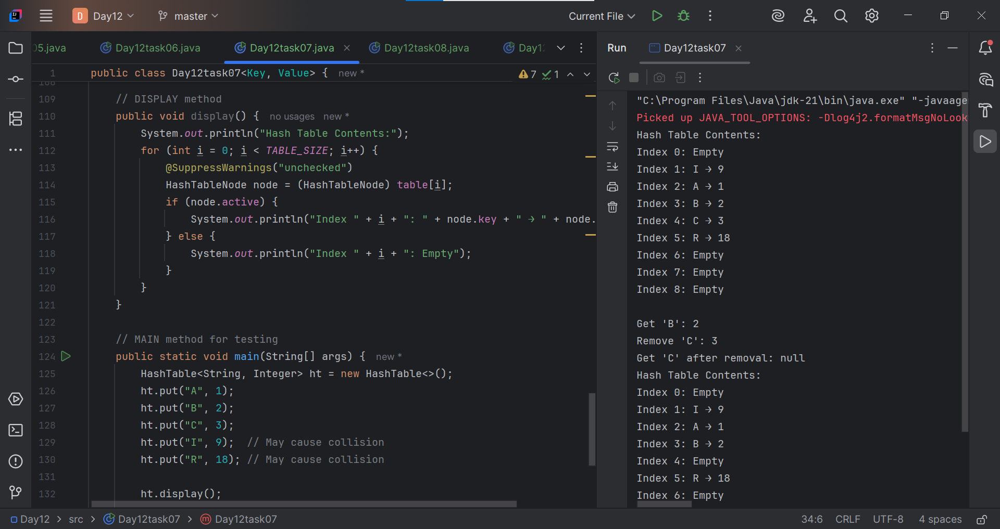 D Day12 master Current File
05.java Day12task06.java Day12task07.java Day12task08.java Day12
Run Day12task07
1 public class Day12task07<Key, Value> { new * 7 1
109 // DISPLAY method
110 public void display() { no usages new *
111 System.out.println("Hash Table Contents:");
112 for (int i = 0; i < TABLE_SIZE; i++) {
113 @SuppressWarnings("unchecked")
114 HashTableNode node = (HashTableNode) table[i];
115 if (node.active) {
116 System.out.println("Index " + i + ": " + node.key + " → " + node.
117 } else {
118 System.out.println("Index " + i + ": Empty");
119 }
120 }
121 }
122
123 // MAIN method for testing
124 public static void main(String[] args) { new *
125 HashTable<String, Integer> ht = new HashTable<>();
126 ht.put("A", 1);
127 ht.put("B", 2);
128 ht.put("C", 3);
129 ht.put("I", 9); // May cause collision
130 ht.put("R", 18); // May cause collision
131
132 ht.display();
"C:\Program Files\Java\jdk-21\bin\java.exe" "-javaage
Picked up JAVA_TOOL_OPTIONS: -Dlog4j2.formatMsgNoLook
Hash Table Contents:
Index 0: Empty
Index 1: I → 9
Index 2: A → 1
Index 3: B → 2
Index 4: C → 3
Index 5: R → 18
Index 6: Empty
Index 7: Empty
Index 8: Empty
Get 'B': 2
Remove 'C': 3
Get 'C' after removal: null
Hash Table Contents:
Index 0: Empty
Index 1: I → 9
Index 2: A → 1
Index 3: B → 2
Index 4: Empty
Index 5: R → 18
Index 6: Empty
Day12 > src > Day12task07 > m Day12task07 34:6 CRLF UTF-8 4 spaces